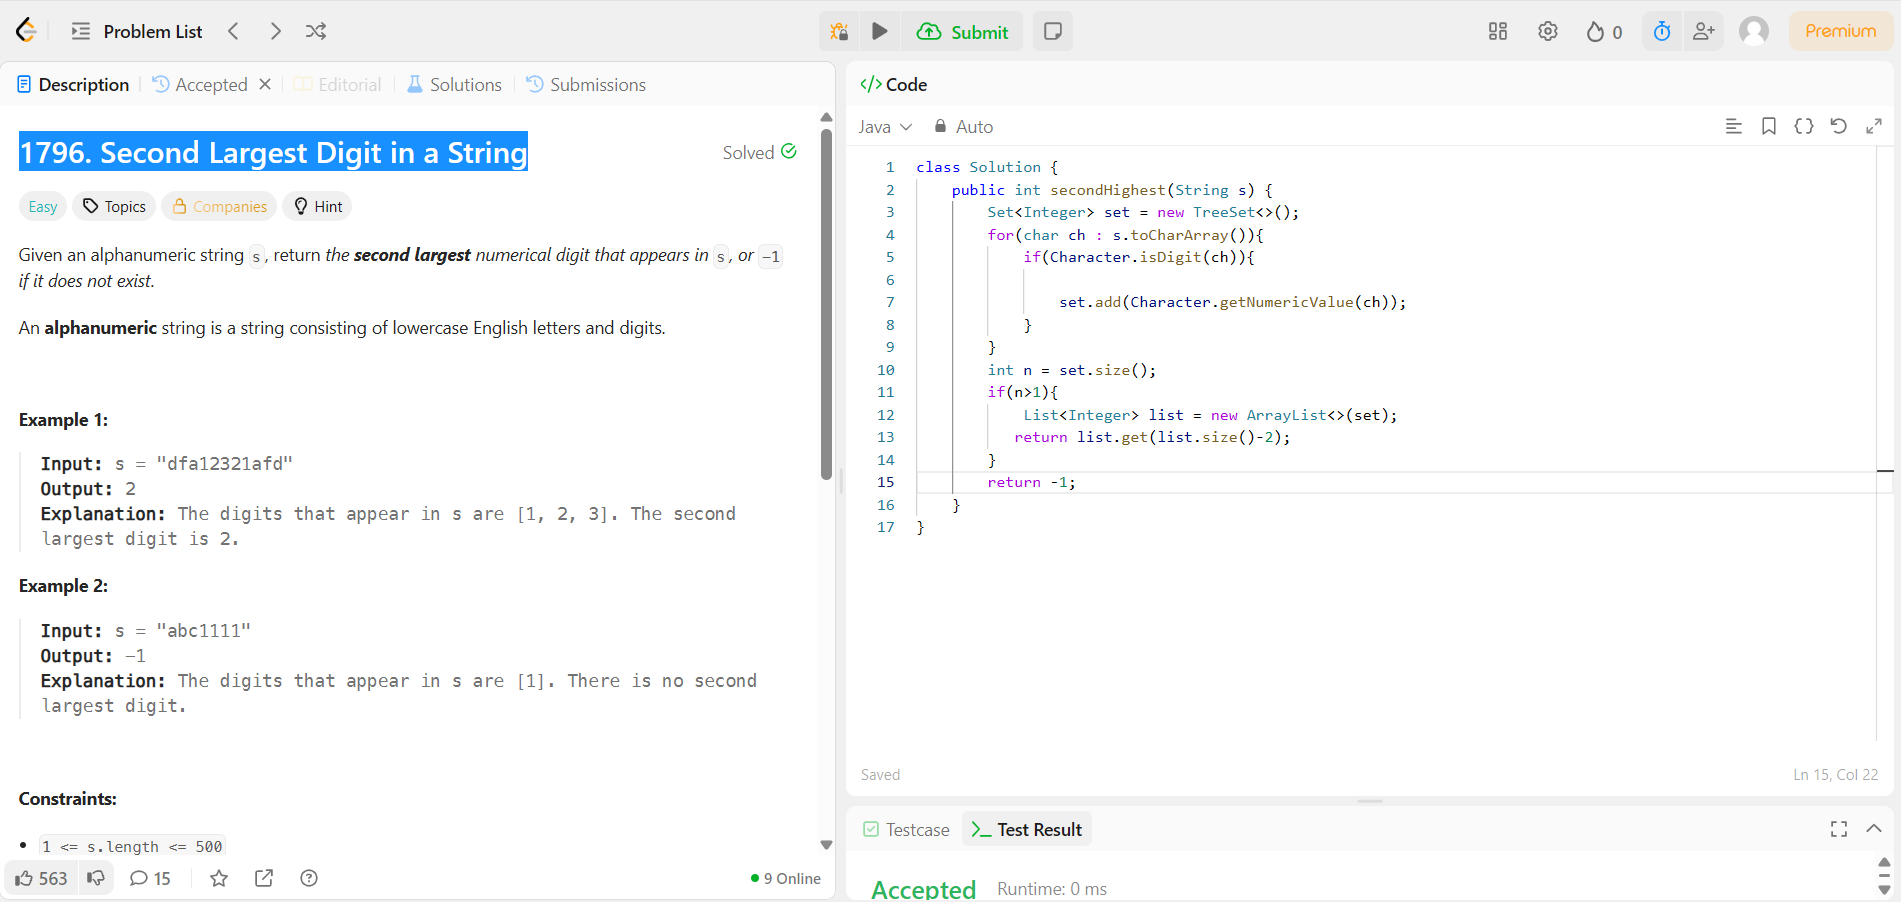 Problem List
Submit
0
Premium
Description
Accepted
Editorial
Solutions
Submissions
1796. Second Largest Digit in a String
Solved
Easy
Topics
Companies
Hint
Given an alphanumeric string s, return the second largest numerical digit that appears in s, or -1
if it does not exist.
An alphanumeric string is a string consisting of lowercase English letters and digits.
Example 1:
Input: s = "dfa12321afd"
Output: 2
Explanation: The digits that appear in s are [1, 2, 3]. The second
largest digit is 2.
Example 2:
Input: s = "abc1111"
Output: -1
Explanation: The digits that appear in s are [1]. There is no second
largest digit.
Constraints:
1 <= s.length <= 500
563
15
9 Online
</> Code
Java
Auto
1 class Solution {
2 public int secondHighest(String s) {
3 Set<Integer> set = new TreeSet<>();
4 for(char ch : s.toCharArray()){
5 if(Character.isDigit(ch)){
6
7 set.add(Character.getNumericValue(ch));
8 }
9 }
10 int n = set.size();
11 if(n>1){
12 List<Integer> list = new ArrayList<>(set);
13 return list.get(list.size()-2);
14 }
15 return -1;
16 }
17 }
Saved
Ln 15, Col 22
Testcase
Test Result
Accepted
Runtime: 0 ms